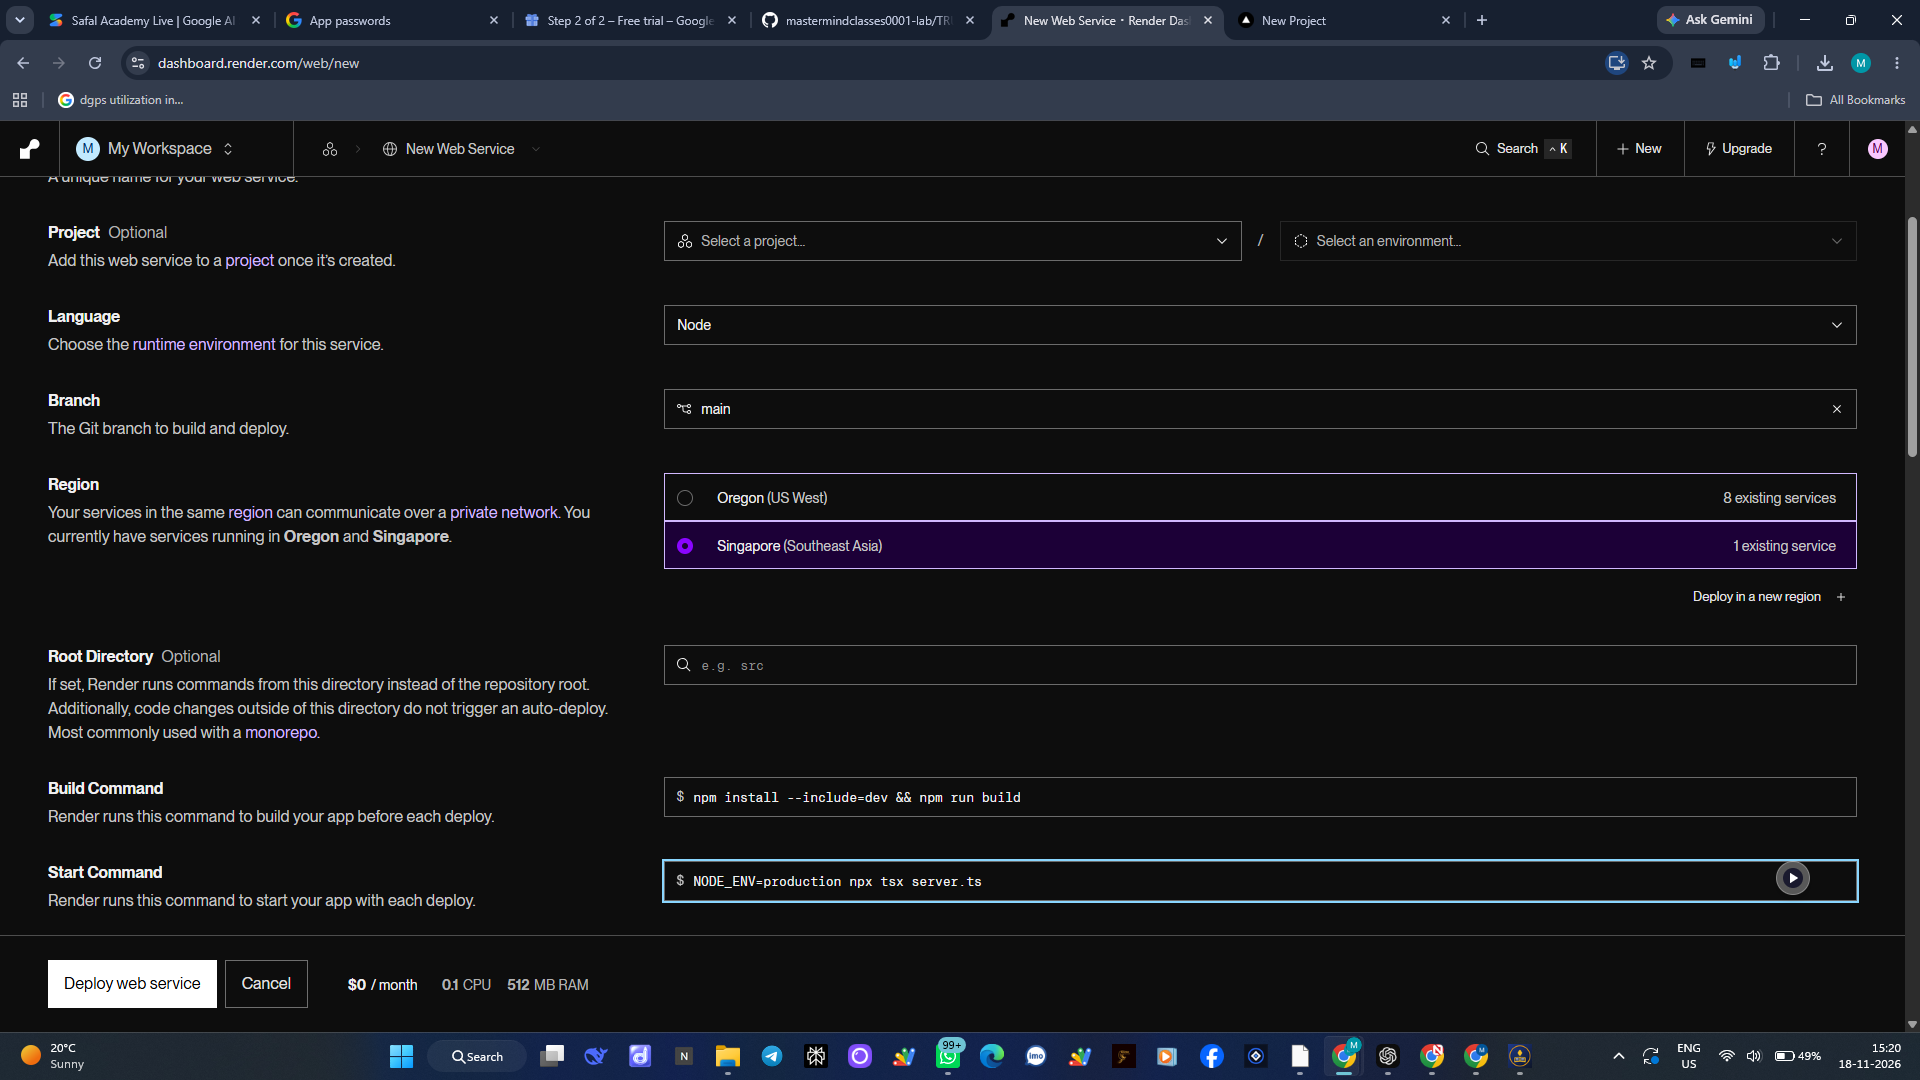 Safal Academy Live | Google AI
App passwords
Step 2 of 2 – Free trial – Google
mastermindclasses0001-lab/TR
New Web Service · Render Das
New Project
Ask Gemini
dashboard.render.com/web/new
M
dgps utilization in...
All Bookmarks
M
My Workspace
New Web Service
Search
K
+ New
Upgrade
?
M
A unique name for your web service.
Project Optional
Add this web service to a project once it's created.
Select a project...
/
Select an environment...
Language
Choose the runtime environment for this service.
Node
Branch
The Git branch to build and deploy.
main
Region
Your services in the same region can communicate over a private network. You
currently have services running in Oregon and Singapore.
Oregon (US West)
8 existing services
Singapore (Southeast Asia)
1 existing service
Deploy in a new region +
Root Directory Optional
If set, Render runs commands from this directory instead of the repository root.
Additionally, code changes outside of this directory do not trigger an auto-deploy.
Most commonly used with a monorepo.
e.g. src
Build Command
Render runs this command to build your app before each deploy.
$ npm install --include=dev && npm run build
Start Command
Render runs this command to start your app with each deploy.
$ NODE_ENV=production npx tsx server.ts
Deploy web service
Cancel
$0 / month
0.1 CPU
512 MB RAM
20°C
Sunny
Search
99+
imo
M
ENG
US
49%
15:20
18-11-2026